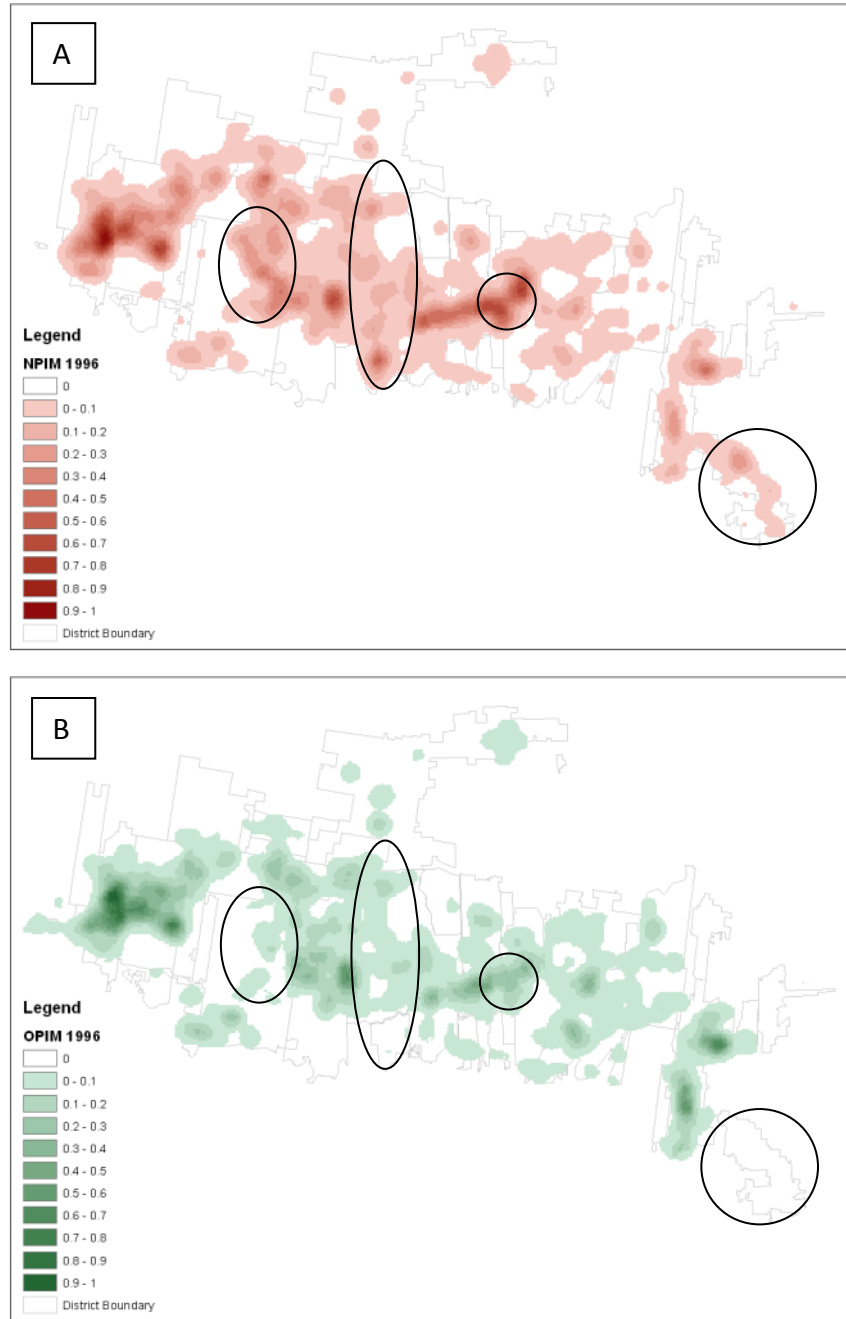 A
Legend
NPIM 1996
0
0 - 0.1
0.1 - 0.2
0.2 - 0.3
0.3 - 0.4
0.4 - 0.5
0.5 - 0.6
0.6 - 0.7
0.7 - 0.8
0.8 - 0.9
0.9 - 1
District Boundary
B
Legend
OPIM 1996
0
0 - 0.1
0.1 - 0.2
0.2 - 0.3
0.3 - 0.4
0.4 - 0.5
0.5 - 0.6
0.6 - 0.7
0.7 - 0.8
0.8 - 0.9
0.9 - 1
District Boundary